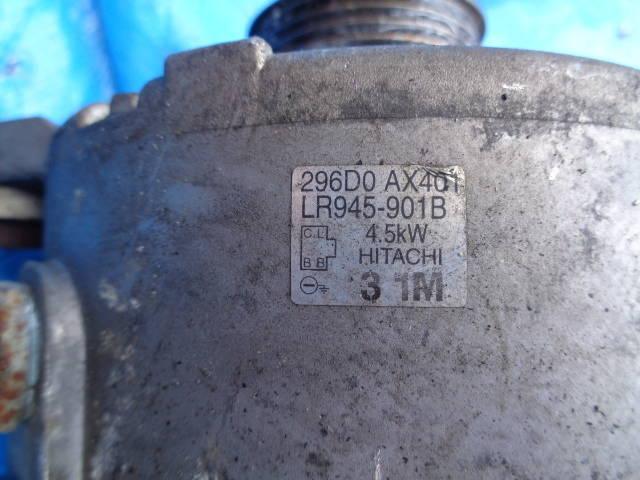 296D0 AX401
LR945-901B
C L 4.5kW
B B HITACHI
3 1M